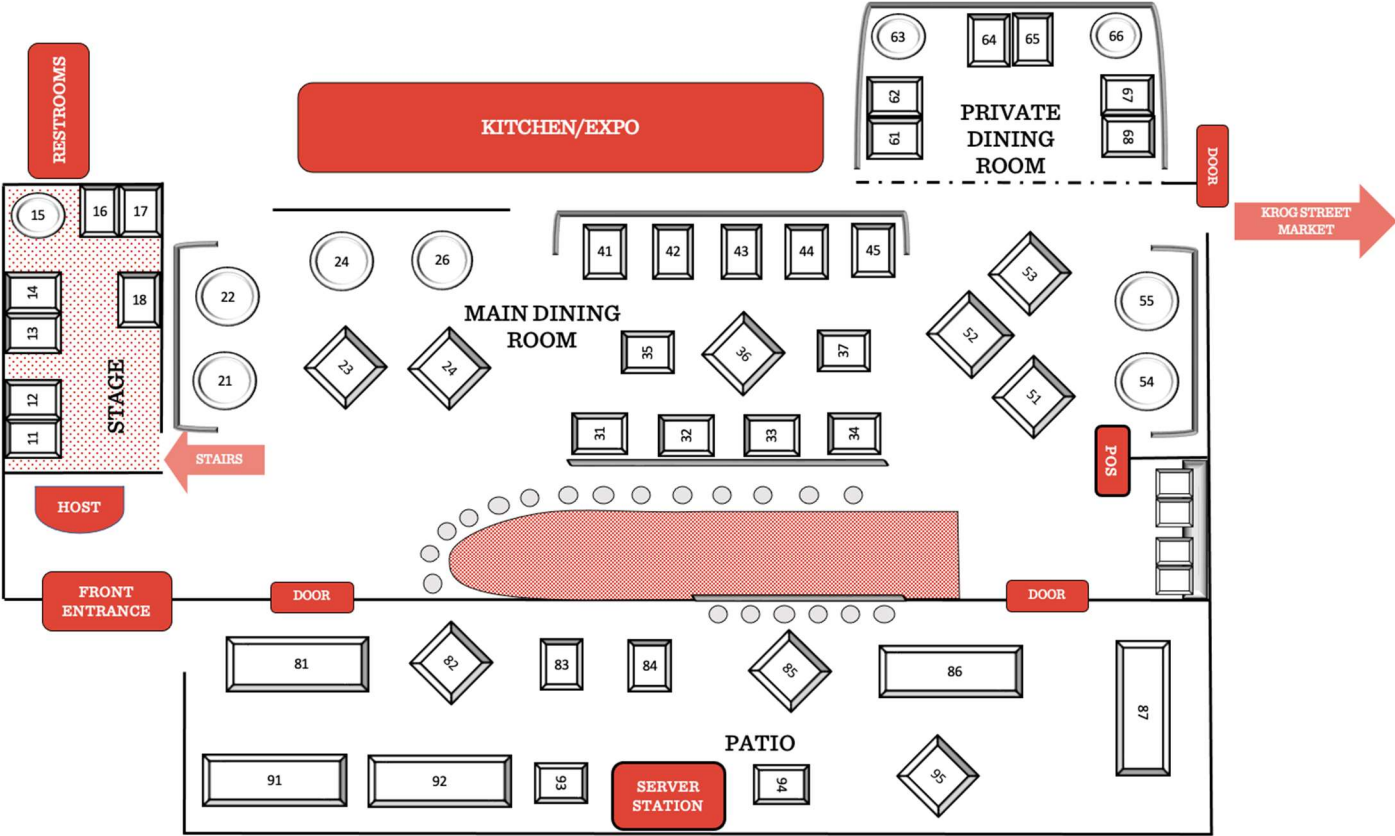 RESTROOMS
KITCHEN/EXPO
63
64
65
66
62
61
67
68
PRIVATE
DINING
ROOM
DOOR
KROG STREET
MARKET
15
16
17
14
13
18
12
11
STAGE
STAIRS
HOST
FRONT
ENTRANCE
22
21
24
26
23
24
MAIN DINING
ROOM
41
42
43
44
45
35
36
37
31
32
33
34
53
52
51
55
54
POS
DOOR
DOOR
81
82
83
84
85
86
87
PATIO
91
92
93
SERVER
STATION
94
95